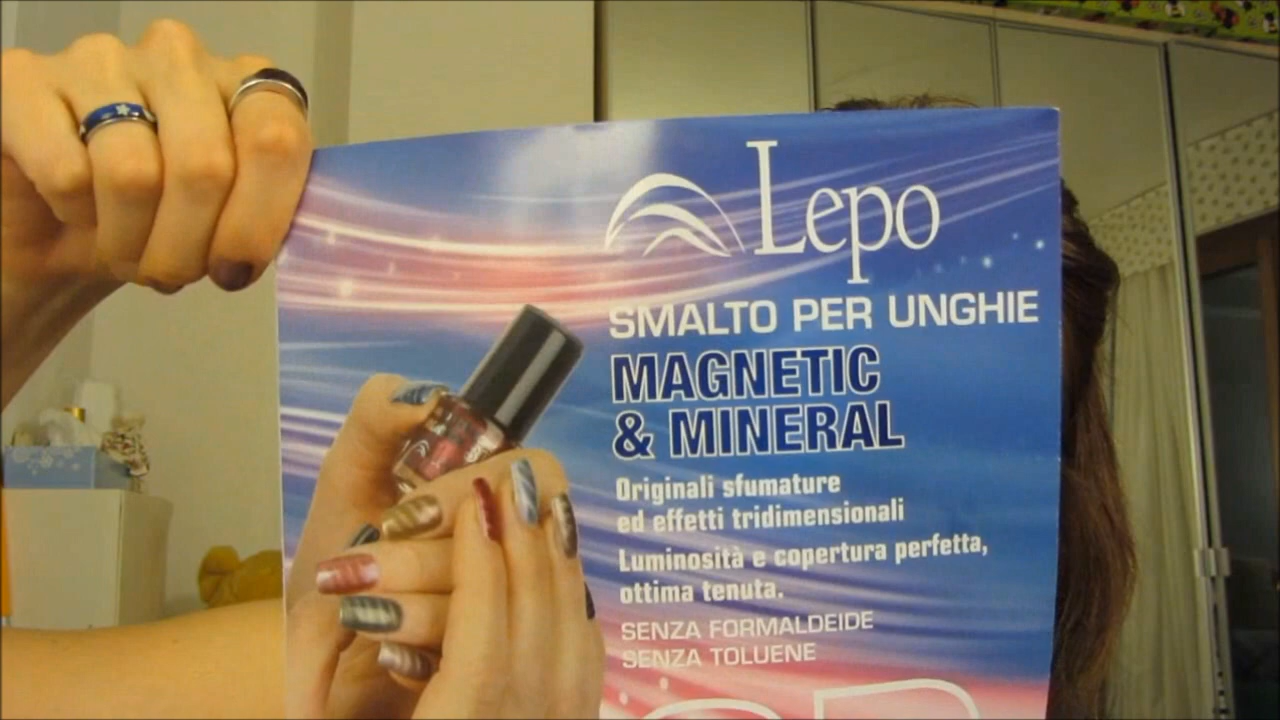 Lepo
SMALTO PER UNGHIE
MAGNETIC
& MINERAL
Originali sfumature
ed effetti tridimensionali
Luminosità e copertura perfetta,
ottima tenuta.
SENZA FORMALDEIDE
SENZA TOLUENE